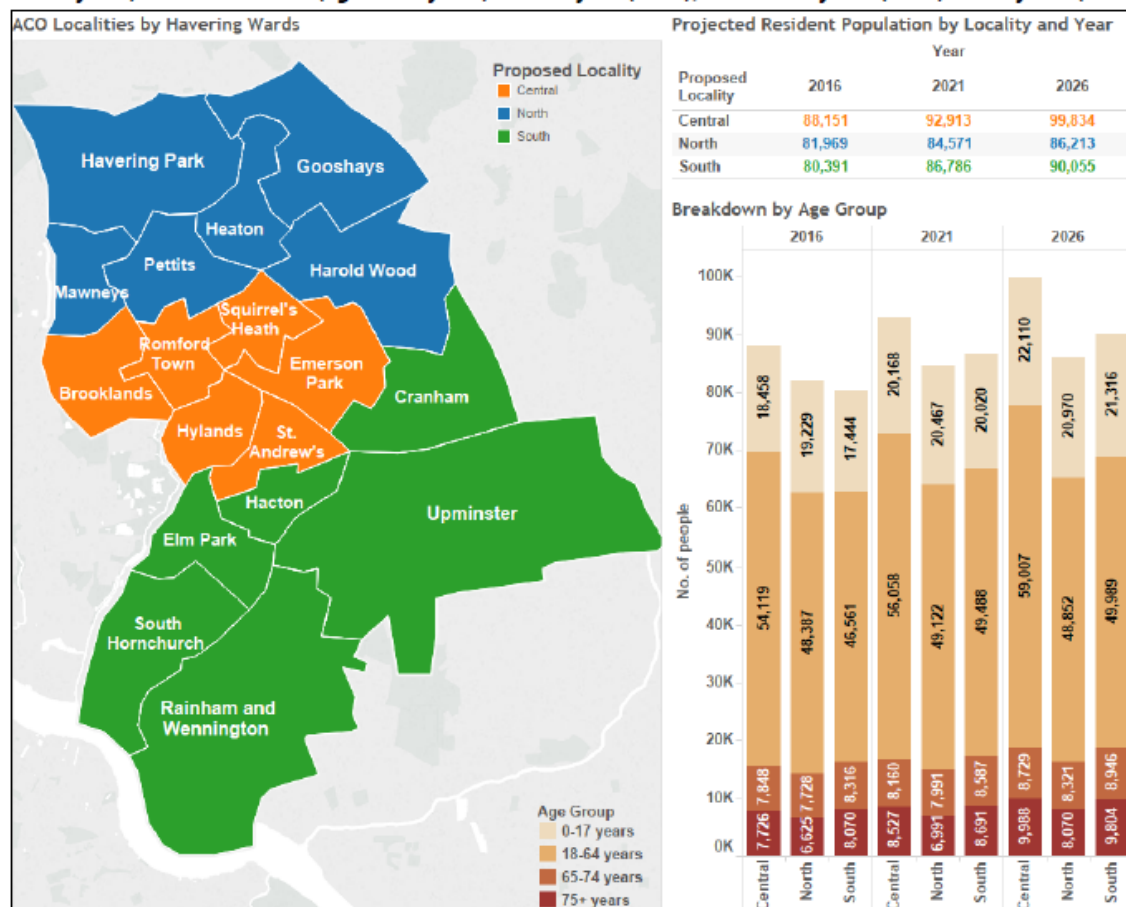 ACO Localities by Havering Wards
Proposed Locality
Central
North
South
Havering Park
Gooshays
Heaton
Pettits
Harold Wood
Mawneys
Squirrel's
Heath
Romford
Town
Emerson
Park
Brooklands
Cranham
Hylands
St.
Andrew's
Hacton
Upminster
Elm Park
South
Hornchurch
Rainham and
Wennington
Age Group
0-17 years
18-64 years
65-74 years
75+ years
Projected Resident Population by Locality and Year
Year
Proposed
Locality 2016 2021 2026
Central 88,151 92,913 99,834
North 81,969 84,571 86,213
South 80,391 86,786 90,055
Breakdown by Age Group
2016 2021 2026
No. of people
100K
90K
80K
70K
60K
50K
40K
30K
20K
10K
0K
18,458 19,229 17,444 20,168 20,467 20,020 22,110 20,970 21,316
54,119 48,387 46,561 56,058 49,122 49,488 59,007 48,852 49,989
7,848 7,728 8,316 8,160 7,991 8,587 8,729 8,321 8,946
7,726 6,625 8,070 8,527 6,991 8,691 9,988 8,070 9,804
Central North South Central North South Central North South